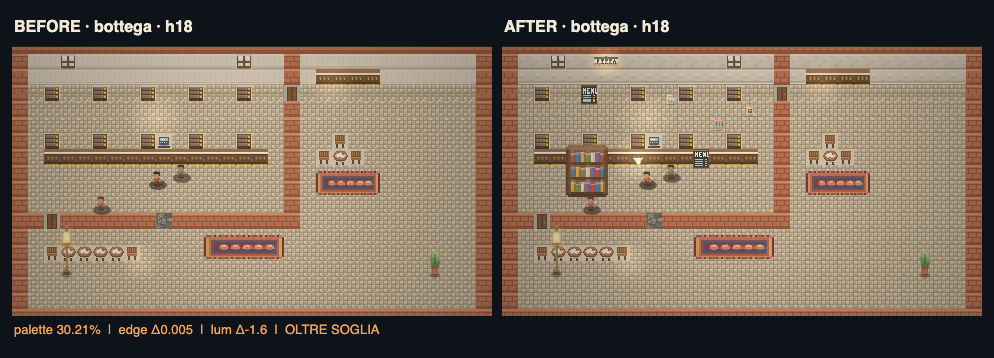 BEFORE · bottega · h18
AFTER · bottega · h18
PIZZA
MENU
MENU
palette 30.21% | edge Δ0.005 | lum Δ-1.6 | OLTRE SOGLIA